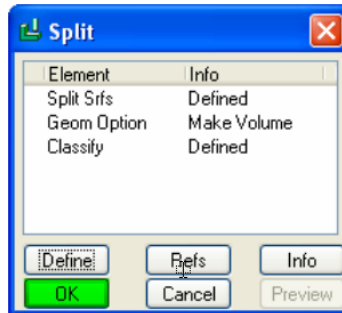 Split
Element Info
Split Srfs Defined
Geom Option Make Volume
Classify Defined
Define Refs Info
OK Cancel Preview